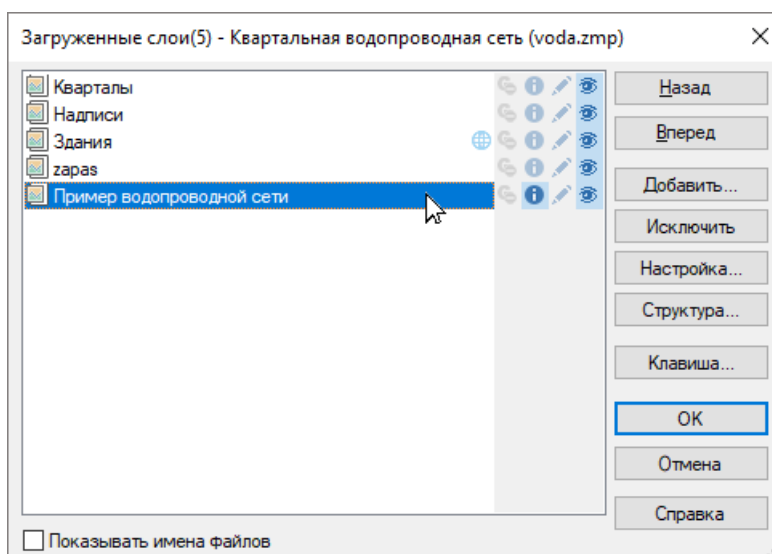 Загруженные слои(5) - Квартальная водопроводная сеть (voda.zmp)
Кварталы
Надписи
Здания
zapas
Пример водопроводной сети
Назад
Вперед
Добавить...
Исключить
Настройка...
Структура...
Клавиша...
OK
Отмена
Справка
Показывать имена файлов